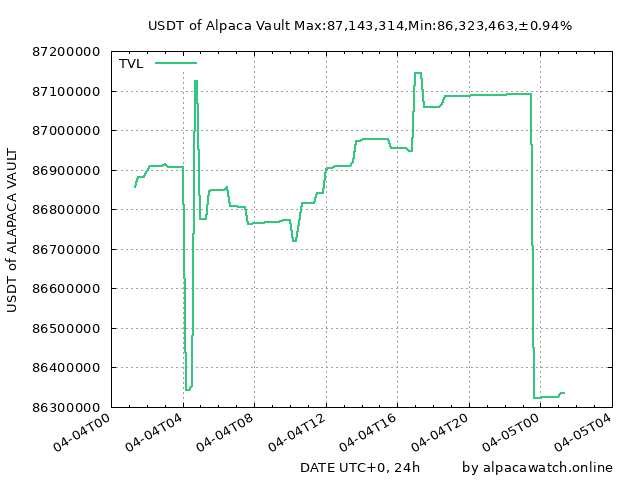 USDT of Alpaca Vault Max:87,143,314,Min:86,323,463,±0.94%
TVL
87200000
87100000
87000000
86900000
86800000
86700000
86600000
86500000
86400000
86300000
USDT of ALAPACA VAULT
04-04T00
04-04T04
04-04T08
04-04T12
04-04T16
04-04T20
04-05T00
04-05T04
DATE UTC+0, 24h
by alpacawatch.online